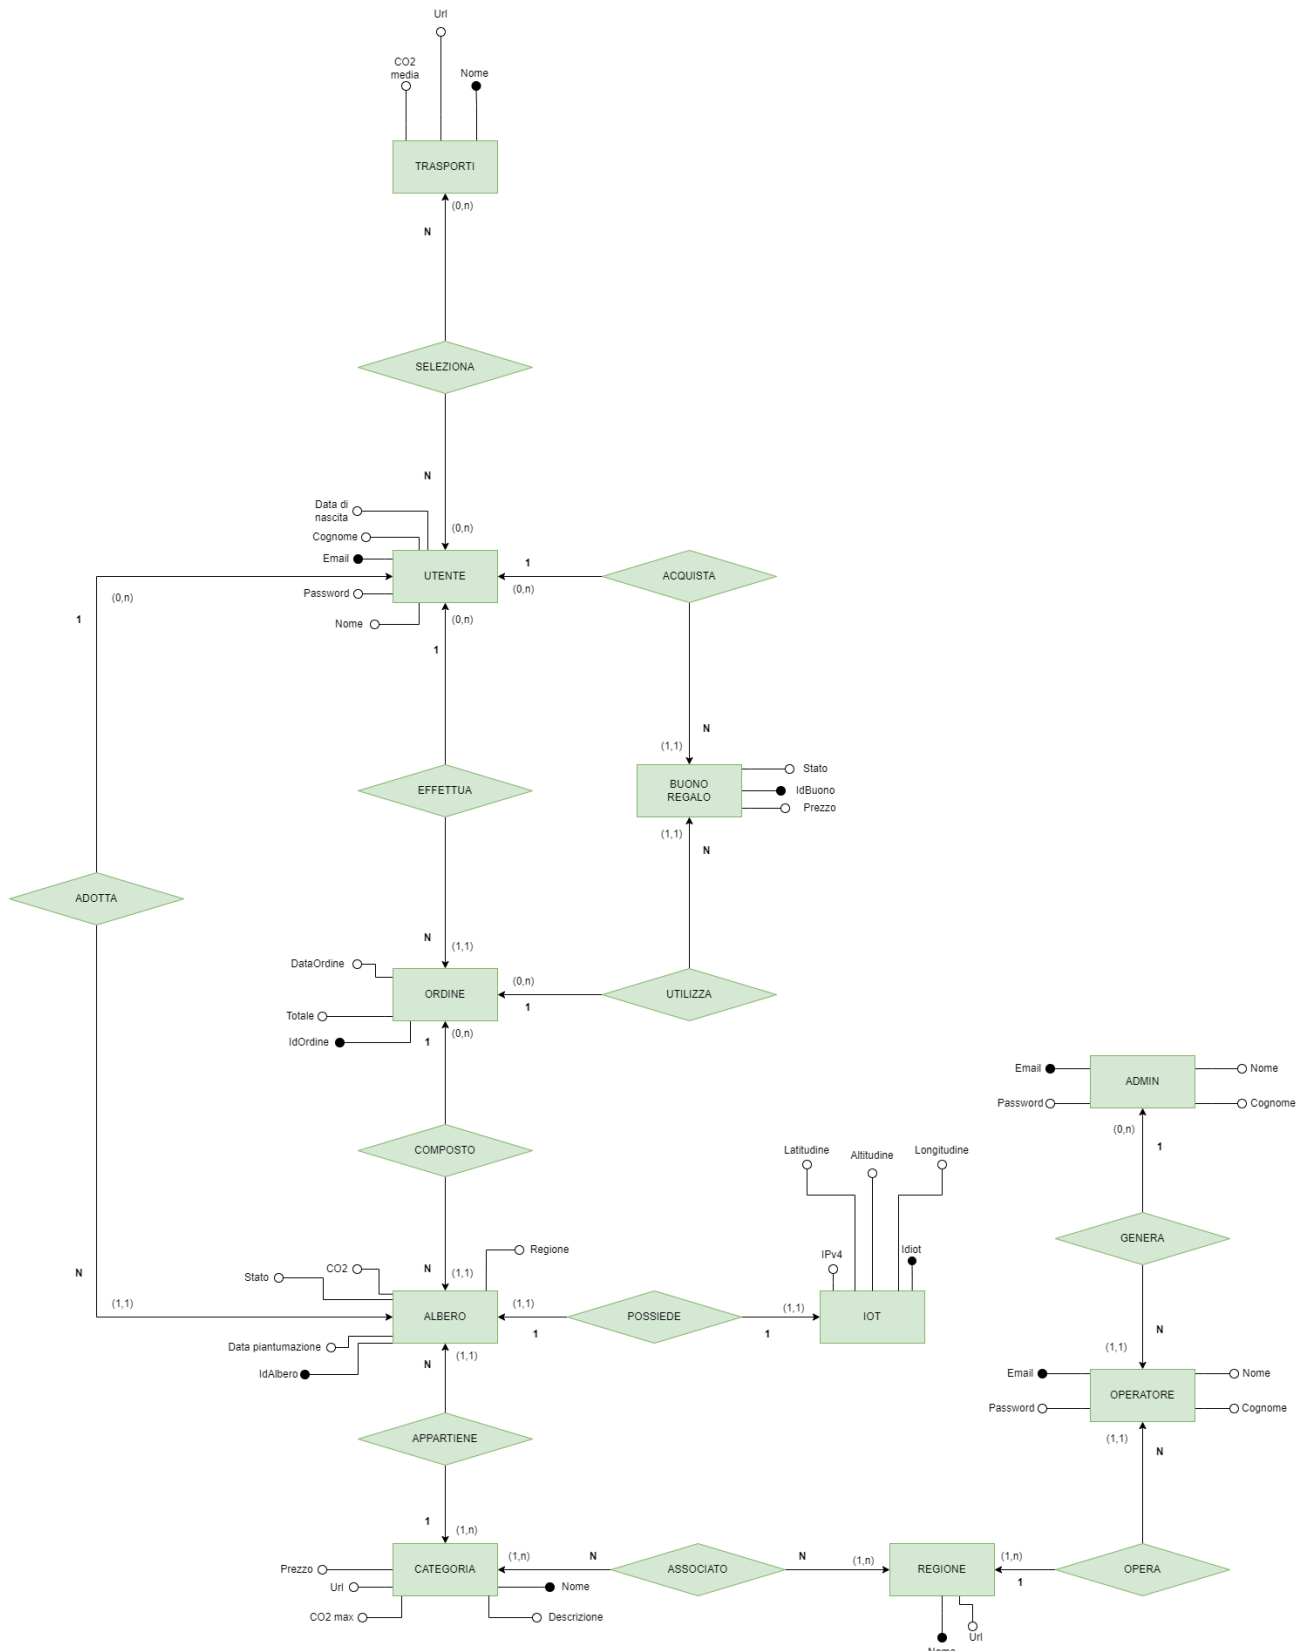 Url
CO2
media
Nome
TRASPORTI
(0,n)
N
SELEZIONA
N
Data di
nascita
(0,n)
Cognome
Email
UTENTE
1
ACQUISTA
Password
(0,n)
(0,n)
1
Nome
(0,n)
1
N
(1,1)
Stato
EFFETTUA
BUONO
REGALO
IdBuono
Prezzo
(1,1)
N
ADOTTA
N
(1,1)
DataOrdine
(0,n)
ORDINE
UTILIZZA
1
Totale
IdOrdine
1
(0,n)
Email
Nome
ADMIN
Password
Cognome
(0,n)
1
COMPOSTO
Latitudine
Altitudine
Longitudine
GENERA
Regione
IPv4
Idiot
CO2
N
Stato
N
(1,1)
(1,1)
(1,1)
ALBERO
POSSIEDE
(1,1)
IOT
1
1
N
(1,1)
Data piantumazione
(1,1)
N
IdAlbero
Email
Nome
OPERATORE
Password
Cognome
(1,1)
N
APPARTIENE
1
(1,n)
(1,n)
N
N
(1,n)
(1,n)
Prezzo
CATEGORIA
ASSOCIATO
REGIONE
OPERA
1
Url
Nome
CO2 max
Descrizione
Url
Nome